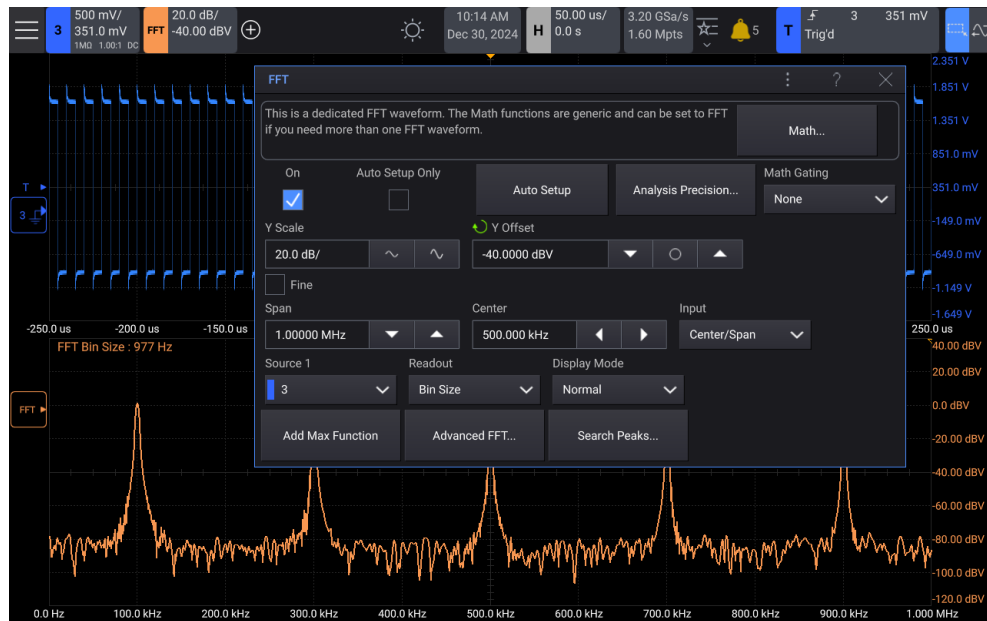 500 mV/
3
351.0 mV
1MΩ 1.00:1 DC
20.0 dB/
FFT
-40.00 dBV
10:14 AM
Dec 30, 2024
50.00 us/
H
0.0 s
3.20 GSa/s
1.60 Mpts
5
T
3
351 mV
Trig'd
2.351 V
1.851 V
1.351 V
851.0 mV
351.0 mV
-149.0 mV
-649.0 mV
-1.149 V
-1.649 V
T
3
FFT
This is a dedicated FFT waveform. The Math functions are generic and can be set to FFT
if you need more than one FFT waveform.
Math...
On
Auto Setup Only
Auto Setup
Analysis Precision...
Math Gating
None
Y Scale
20.0 dB/
Y Offset
-40.0000 dBV
Fine
Span
1.00000 MHz
Center
500.000 kHz
Input
Center/Span
Source 1
3
Readout
Bin Size
Display Mode
Normal
Add Max Function
Advanced FFT...
Search Peaks...
-250.0 us
-200.0 us
-150.0 us
250.0 us
FFT Bin Size : 977 Hz
40.00 dBV
20.00 dBV
0.0 dBV
-20.00 dBV
-40.00 dBV
-60.00 dBV
-80.00 dBV
-100.0 dBV
-120.0 dBV
FFT
0.0 kHz
100.0 kHz
200.0 kHz
300.0 kHz
400.0 kHz
500.0 kHz
600.0 kHz
700.0 kHz
800.0 kHz
900.0 kHz
1.000 MHz